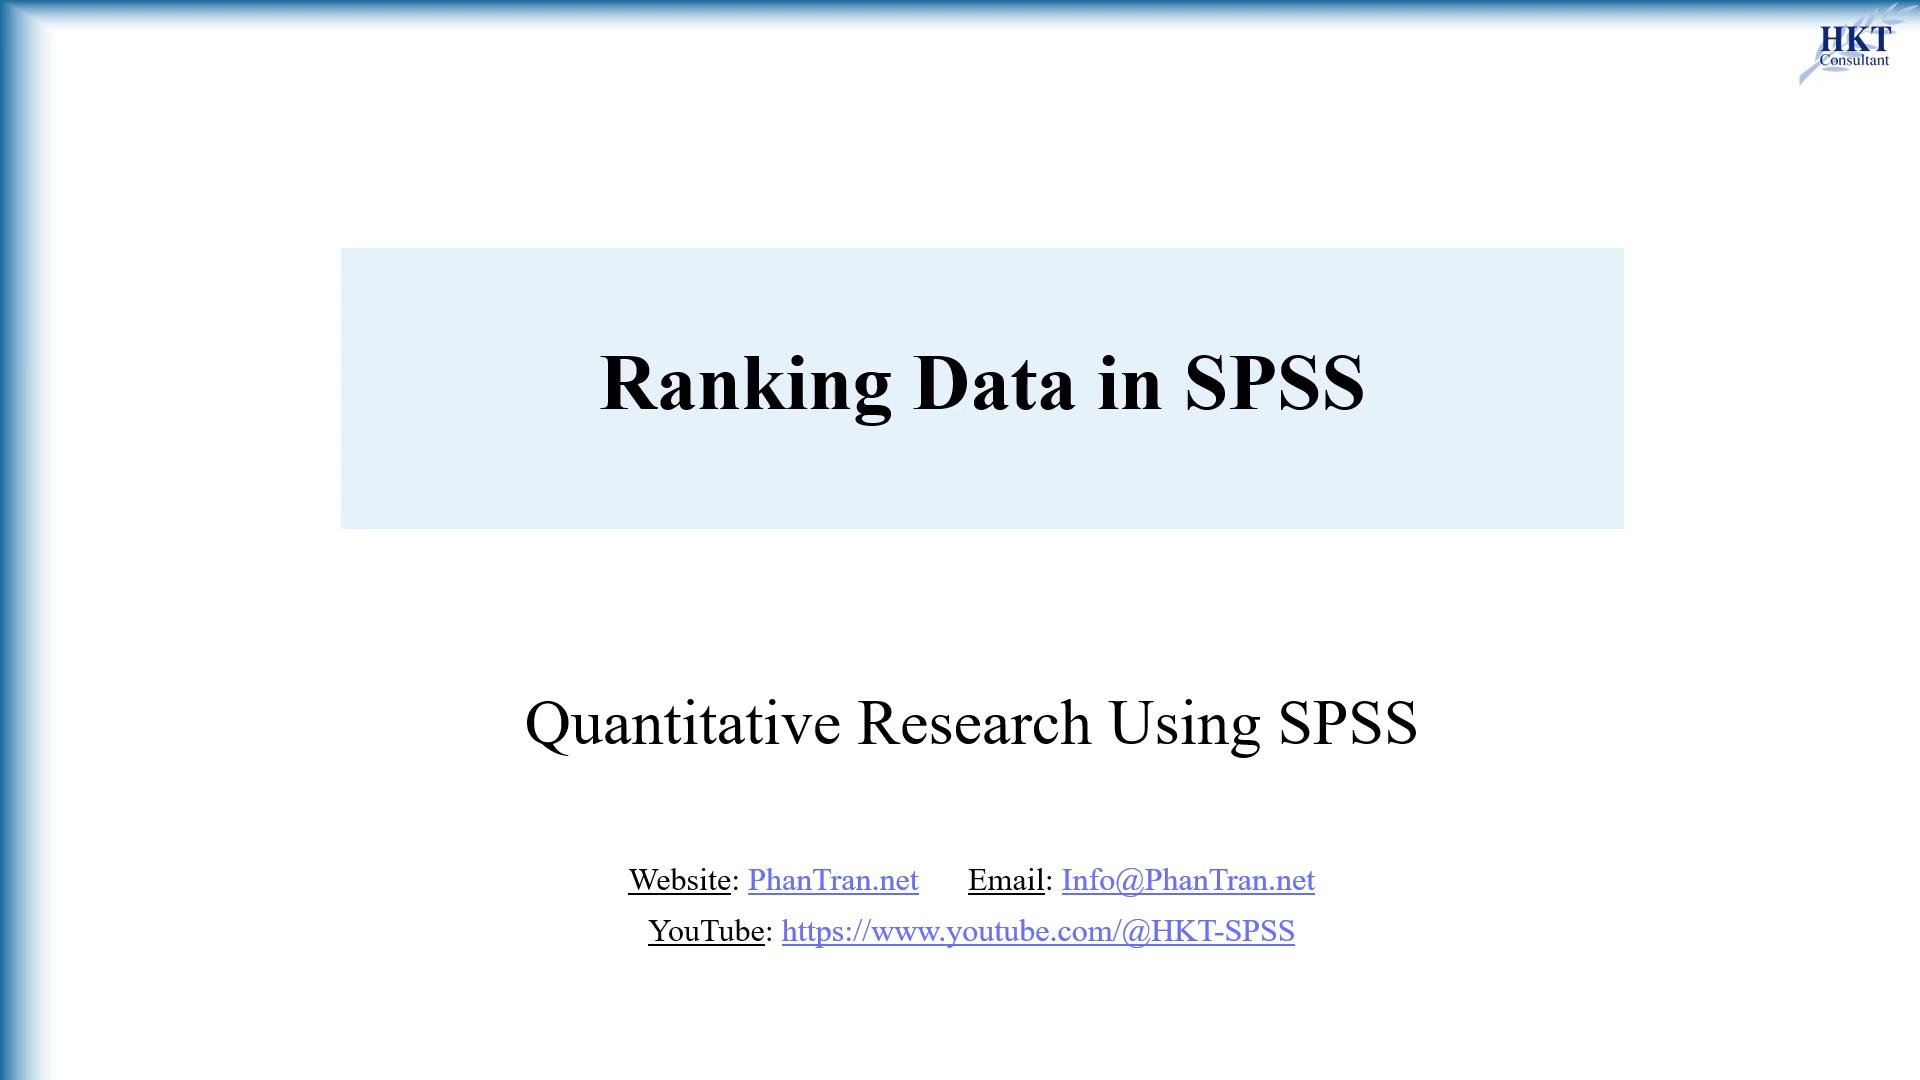 HKT
Consultant
Ranking Data in SPSS
Quantitative Research Using SPSS
Website: PhanTran.net Email: Info@PhanTran.net
YouTube: https://www.youtube.com/@HKT-SPSS